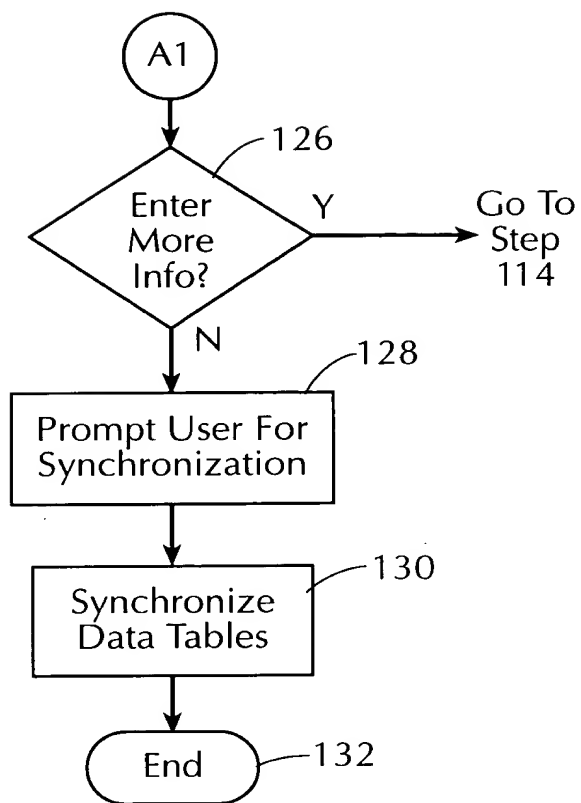 A1
126
Enter
More
Info?
Y
Go To
Step
114
N
128
Prompt User For
Synchronization
130
Synchronize
Data Tables
End
132